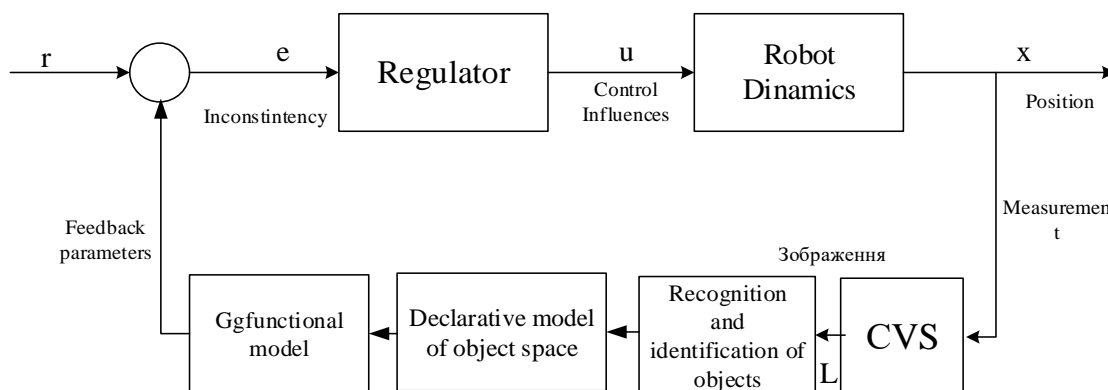 r
e
Inconstintency
Regulator
u
Control
Influences
Robot
Dinamics
x
Position
Feedback
parameters
Measuremen
t
Зображення
Ggfunctional
model
Declarative model
of object space
Recognition
and
identification of
objects
L
CVS